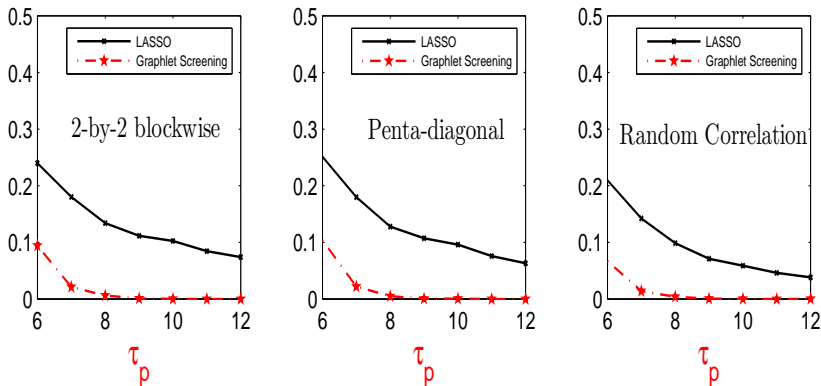 0.5
0.4
0.3
0.2
0.1
0
6 8 10 12
LASSO
Graphlet Screening
2-by-2 blockwise
τp
0.5
0.4
0.3
0.2
0.1
0
6 8 10 12
LASSO
Graphlet Screening
Penta-diagonal
τp
0.5
0.4
0.3
0.2
0.1
0
6 8 10 12
LASSO
Graphlet Screening
Random Correlation
τp